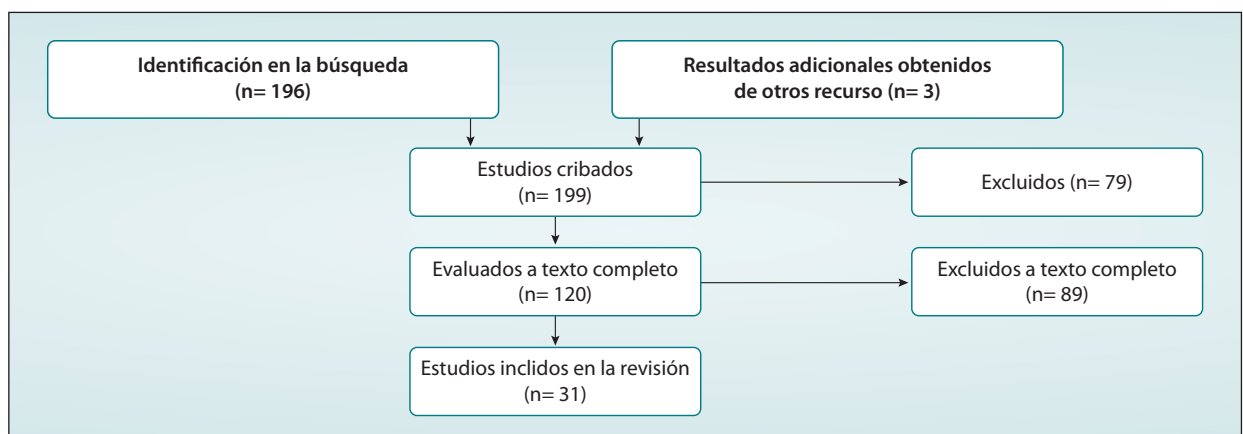 Identificación en la búsqueda
(n= 196)
Resultados adicionales obtenidos
de otros recurso (n= 3)
Estudios cribados
(n= 199)
Excluidos (n= 79)
Evaluados a texto completo
(n= 120)
Excluidos a texto completo
(n= 89)
Estudios inclidos en la revisión
(n= 31)